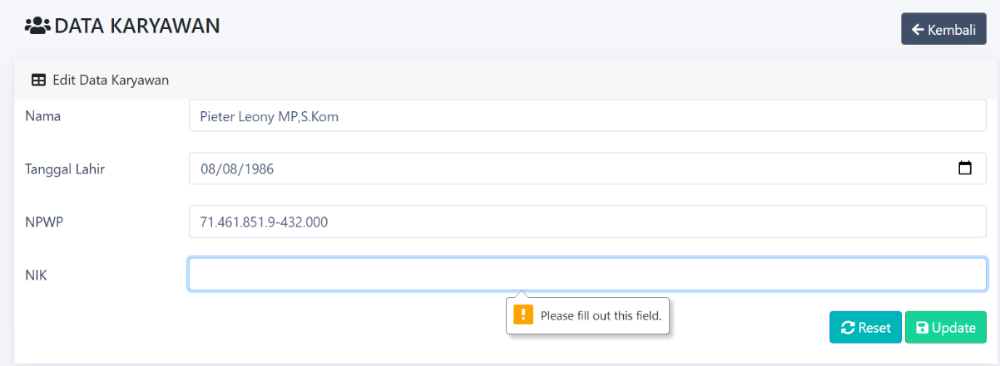 DATA KARYAWAN
Kembali
Edit Data Karyawan
Nama
Pieter Leony MP,S.Kom
Tanggal Lahir
08/08/1986
NPWP
71.461.851.9-432.000
NIK
Please fill out this field.
Reset
Update